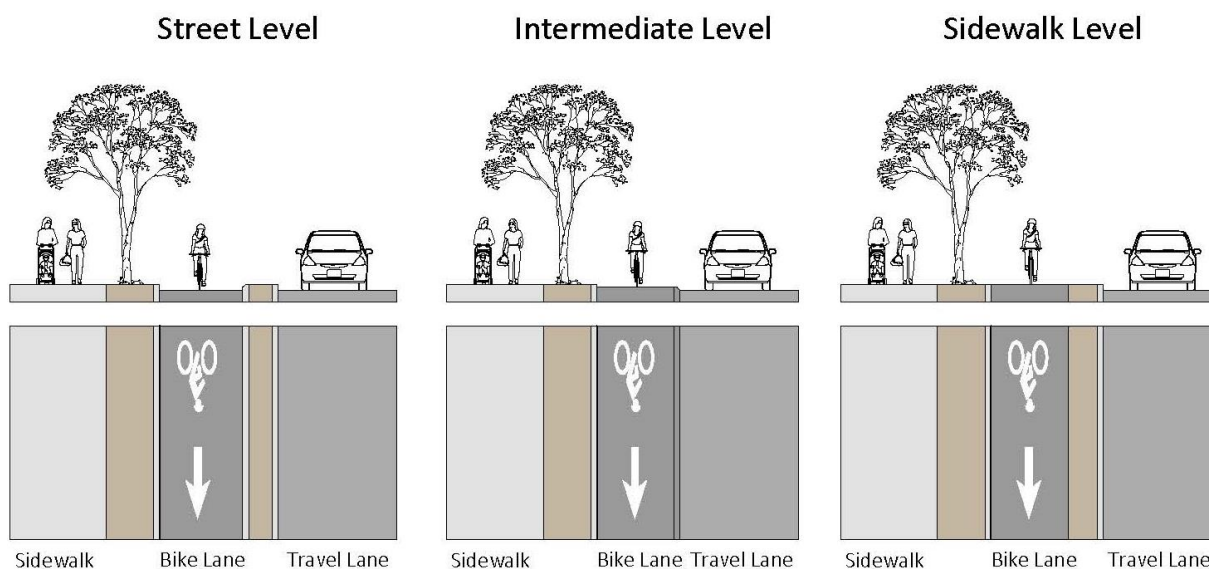 Street Level
Intermediate Level
Sidewalk Level
Sidewalk Bike Lane Travel Lane
Sidewalk Bike Lane Travel Lane
Sidewalk Bike Lane Travel Lane